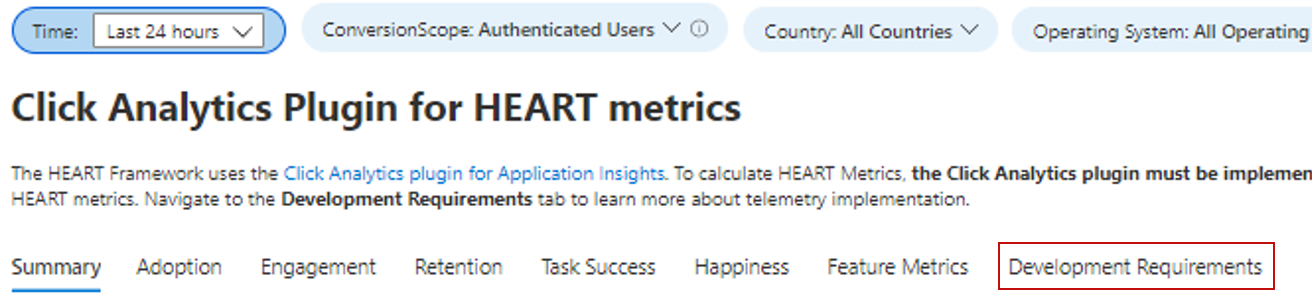 Time: Last 24 hours ConversionScope: Authenticated Users Country: All Countries Operating System: All Operating
Click Analytics Plugin for HEART metrics
The HEART Framework uses the Click Analytics plugin for Application Insights. To calculate HEART Metrics, the Click Analytics plugin must be implemen
HEART metrics. Navigate to the Development Requirements tab to learn more about telemetry implementation.
Summary Adoption Engagement Retention Task Success Happiness Feature Metrics Development Requirements